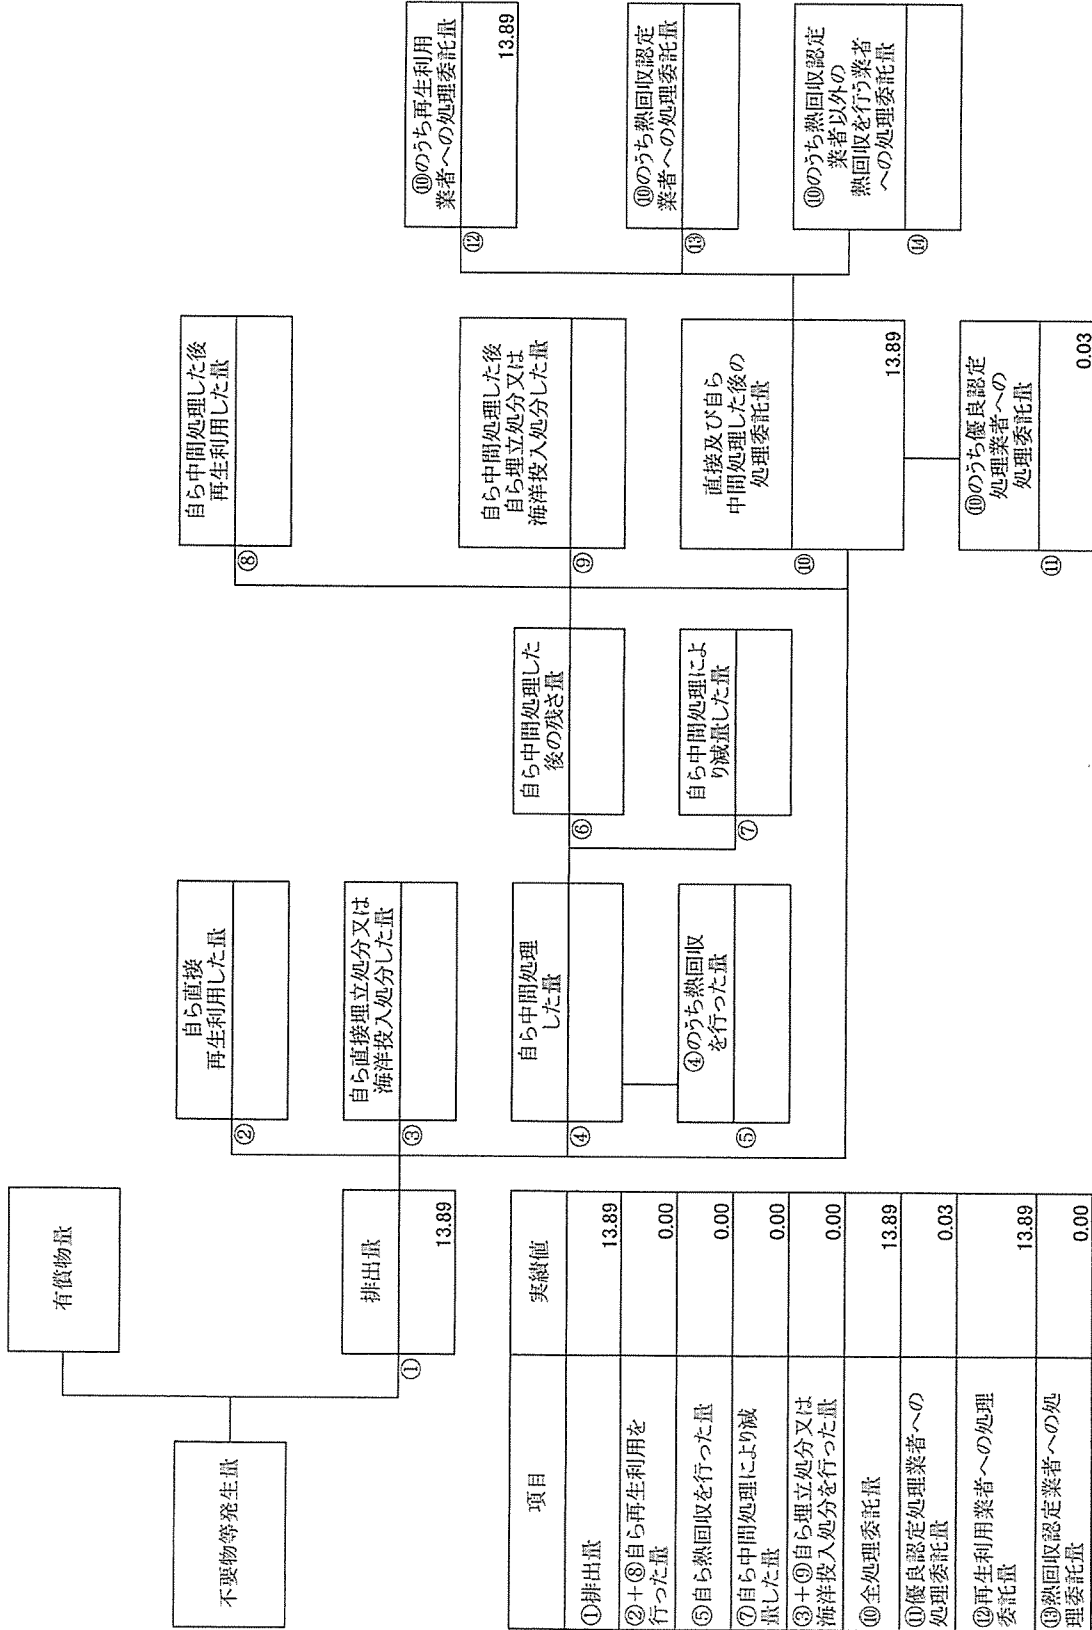 不要物等発生量
有償物量
①
排出量
13.89
②
自ら直接
再生利用した量
③
自ら直接埋立処分又は
海洋投入処分した量
④
自ら中間処理
した量
⑤
④のうち熱回収
を行った量
⑥
自ら中間処理した
後の残さ量
⑦
自ら中間処理によ
り減量した量
⑧
自ら中間処理した後
再生利用した量
⑨
自ら中間処理した後
自ら埋立処分又は
海洋投入処分した量
⑩
直接及び自ら
中間処理した後の
処理委託量
13.89
⑪
⑩のうち優良認定
処理業者への
処理委託量
0.03
⑫
⑩のうち再生利用
業者への処理委託量
13.89
⑬
⑩のうち熱回収認定
業者への処理委託量
⑭
⑩のうち熱回収認定
業者以外の
熱回収を行う業者
への処理委託量
項目 実績値
①排出量 13.89
②+⑧自ら再生利用を
行った量 0.00
⑤自ら熱回収を行った量 0.00
⑦自ら中間処理により減
量した量 0.00
③+⑨自ら埋立処分又は
海洋投入処分を行った量 0.00
⑩全処理委託量 13.89
⑪優良認定処理業者への
処理委託量 0.03
⑫再生利用業者への処理
委託量 13.89
⑬熱回収認定業者への処
理委託量 0.00